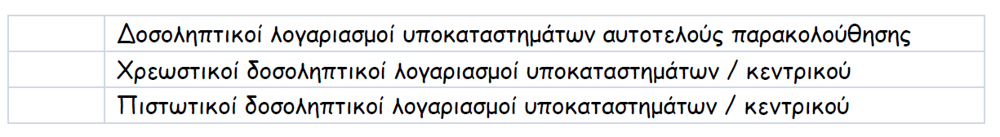 Δοσοληπτικοί λογαριασμοί υποκαταστημάτων αυτοτελούς παρακολούθησης
Χρεωστικοί δοσοληπτικοί λογαριασμοί υποκαταστημάτων / κεντρικού
Πιστωτικοί δοσοληπτικοί λογαριασμοί υποκαταστημάτων / κεντρικού